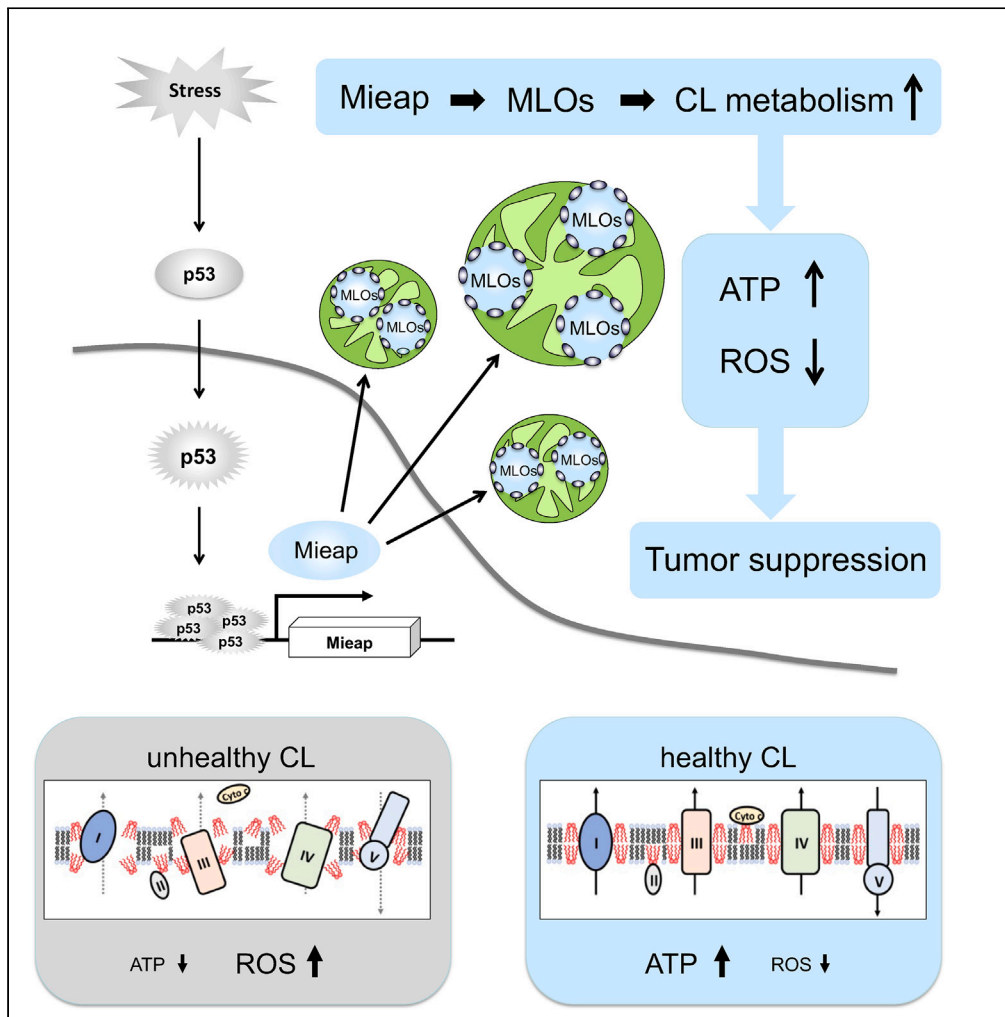 Stress
Mieap → MLOs → CL metabolism ↑
p53
MLOs
MLOs
MLOs
MLOs
MLOs
ATP ↑
ROS ↓
p53
MLOs
MLOs
Mieap
Tumor suppression
p53
p53
p53
p53
Mieap
unhealthy CL
I
II
III
Cyto c
IV
V
ATP ↓ ROS ↑
healthy CL
I
II
III
Cyto c
IV
V
ATP ↑ ROS ↓